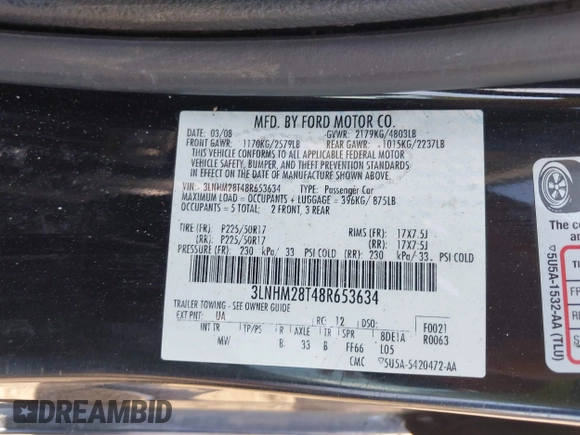 MFD. BY FORD MOTOR CO.
DATE: 03/08 GVWR: 2179KG/4803LB
FRONT GAWR: 1170KG/2579LB REAR GAWR: 1015KG/2237LB
THIS VEHICLE CONFORMS TO ALL APPLICABLE FEDERAL MOTOR
VEHICLE SAFETY, BUMPER, AND THEFT PREVENTION STANDARDS IN
EFFECT ON THE DATE OF MANUFACTURE SHOWN ABOVE.
VIN: 3LNHM28T48R653634 TYPE: Passenger Car
MAXIMUM LOAD = OCCUPANTS + LUGGAGE = 396KG/ 875LB
OCCUPANTS = 5 TOTAL; 2 FRONT, 3 REAR
TIRE (FR): P225/50R17 RIMS (FR): 17X7.5J
(RR): P225/50R17 (RR): 17X7.5J
PRESSURE (FR): 230 kPa/ 33 PSI COLD (RR): 230 kPa/ 33 PSI COLD
3LNHM28T48R653634
TRAILER TOWING - SEE OWNER GUIDE
EXT PNT: UA RC: 12 DSO: F0021
INT TR TP/PS R AXLE TR SPR 8DE1A R0063
MW B 33 B FF66 L05
CMC ▽5U5A-5420472-AA
The co
and
▽5U5A-1532-AA (TLU)
DREAMBID